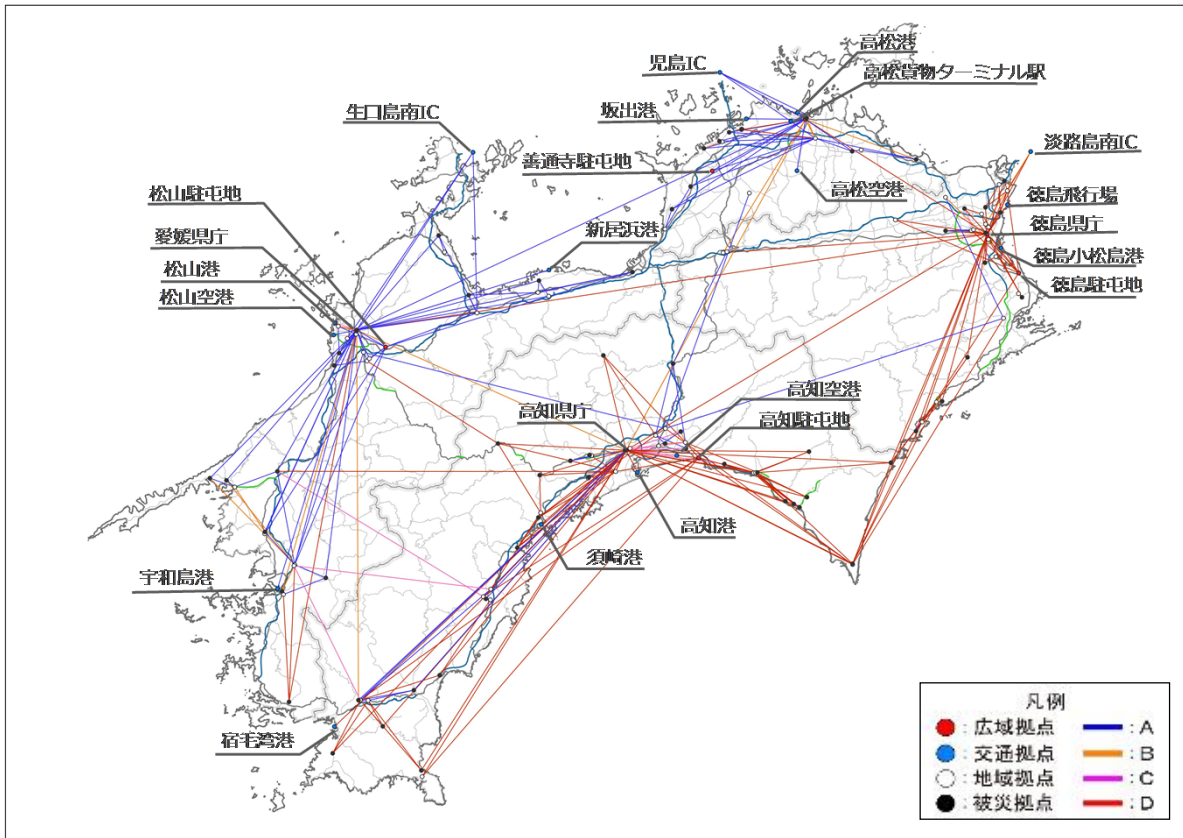 高松港
児島IC
高松貨物ターミナル駅
坂出港
生口島南IC
淡路島南IC
善通寺駐屯地
高松空港
松山駐屯地
徳島飛行場
愛媛県庁
新居浜港
徳島県庁
松山港
徳島小松島港
松山空港
徳島駐屯地
高知空港
高知県庁
高知駐屯地
高知港
須崎港
宇和島港
宿毛湾港
凡例
:広域拠点 :A
:交通拠点 :B
:地域拠点 :C
:被災拠点 :D